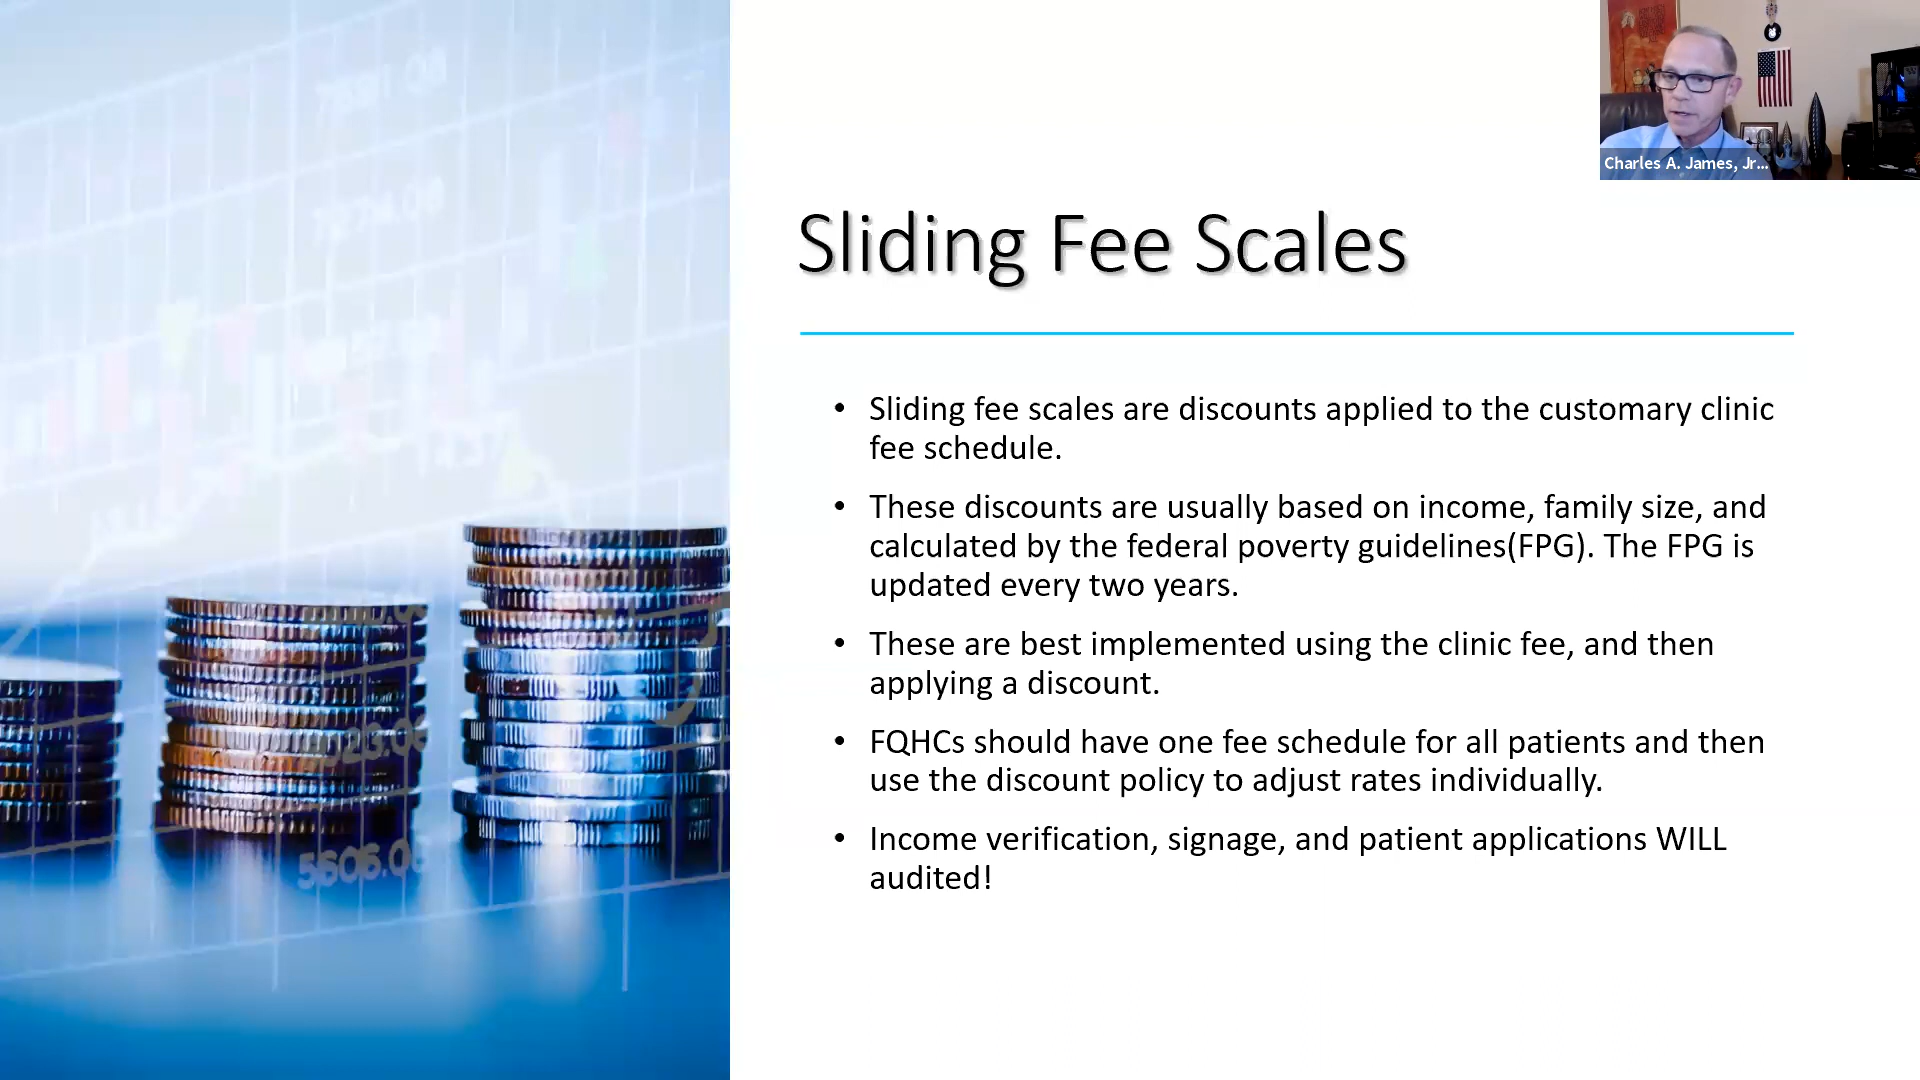 Charles A. James, Jr...
Sliding Fee Scales
• Sliding fee scales are discounts applied to the customary clinic
fee schedule.
• These discounts are usually based on income, family size, and
calculated by the federal poverty guidelines(FPG). The FPG is
updated every two years.
• These are best implemented using the clinic fee, and then
applying a discount.
• FQHCs should have one fee schedule for all patients and then
use the discount policy to adjust rates individually.
• Income verification, signage, and patient applications WILL
audited!